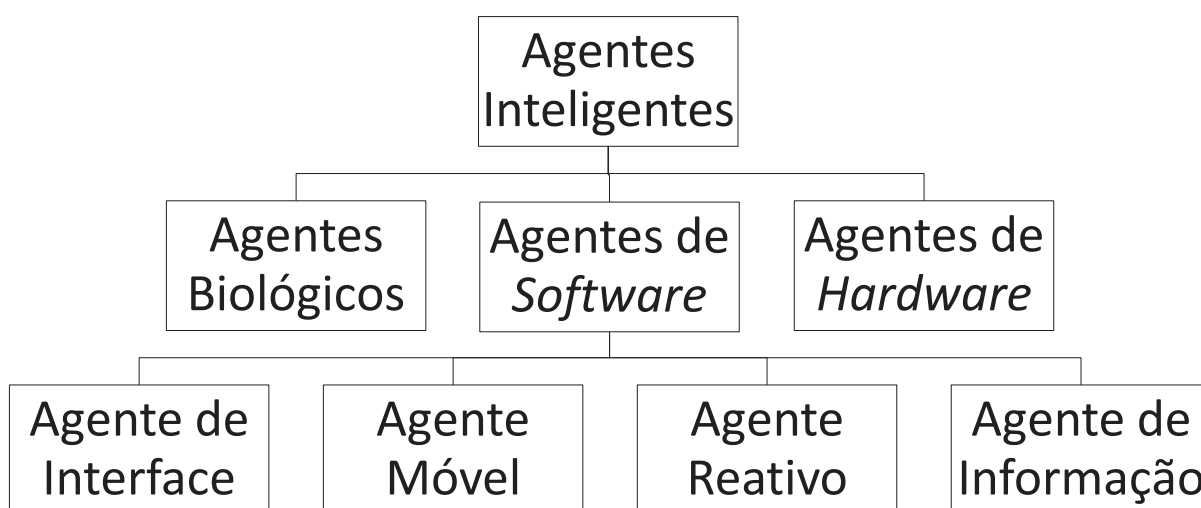 Agentes
Inteligentes
Agentes
Biológicos
Agentes de
Software
Agentes de
Hardware
Agente de
Interface
Agente
Móvel
Agente
Reativo
Agente de
Informação